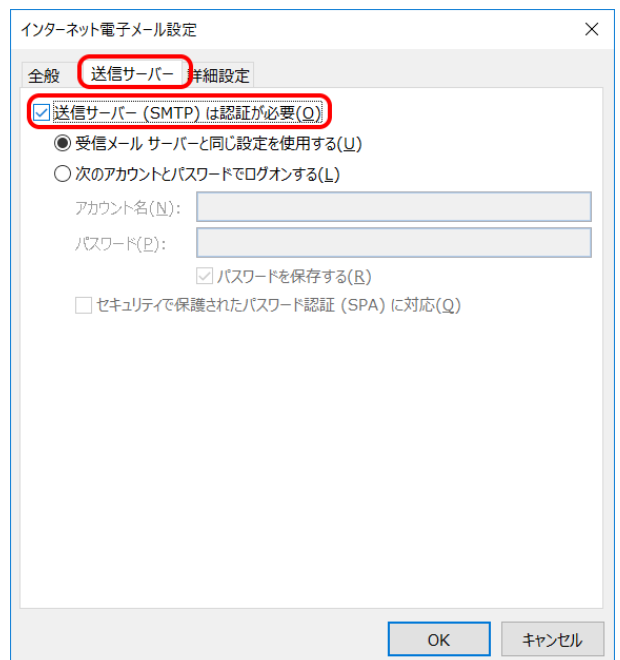 インターネット電子メール設定
全般 送信サーバー 詳細設定
送信サーバー (SMTP) は認証が必要(O)
受信メール サーバーと同じ設定を使用する(U)
次のアカウントとパスワードでログオンする(L)
アカウント名(N):
パスワード(P):
パスワードを保存する(R)
セキュリティで保護されたパスワード認証 (SPA) に対応(Q)
OK キャンセル